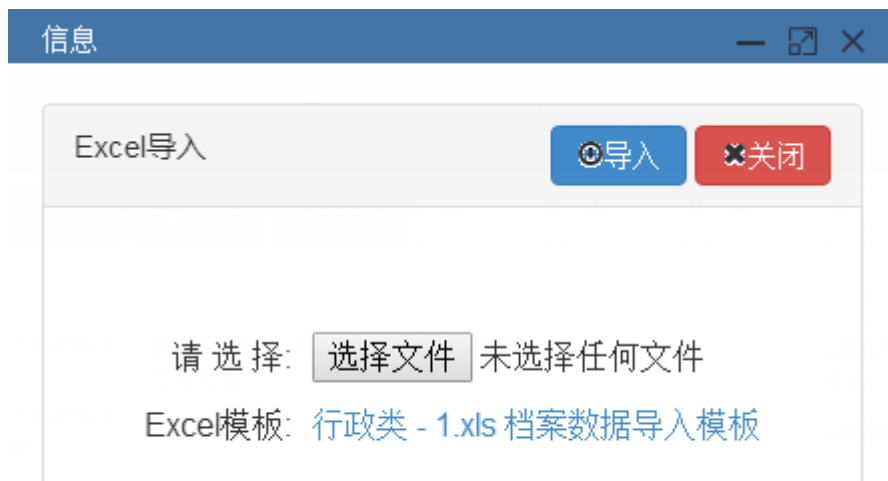 信息
Excel导入 导入 关闭
请 选 择: 选择文件 未选择任何文件
Excel模板: 行政类 - 1.xls 档案数据导入模板